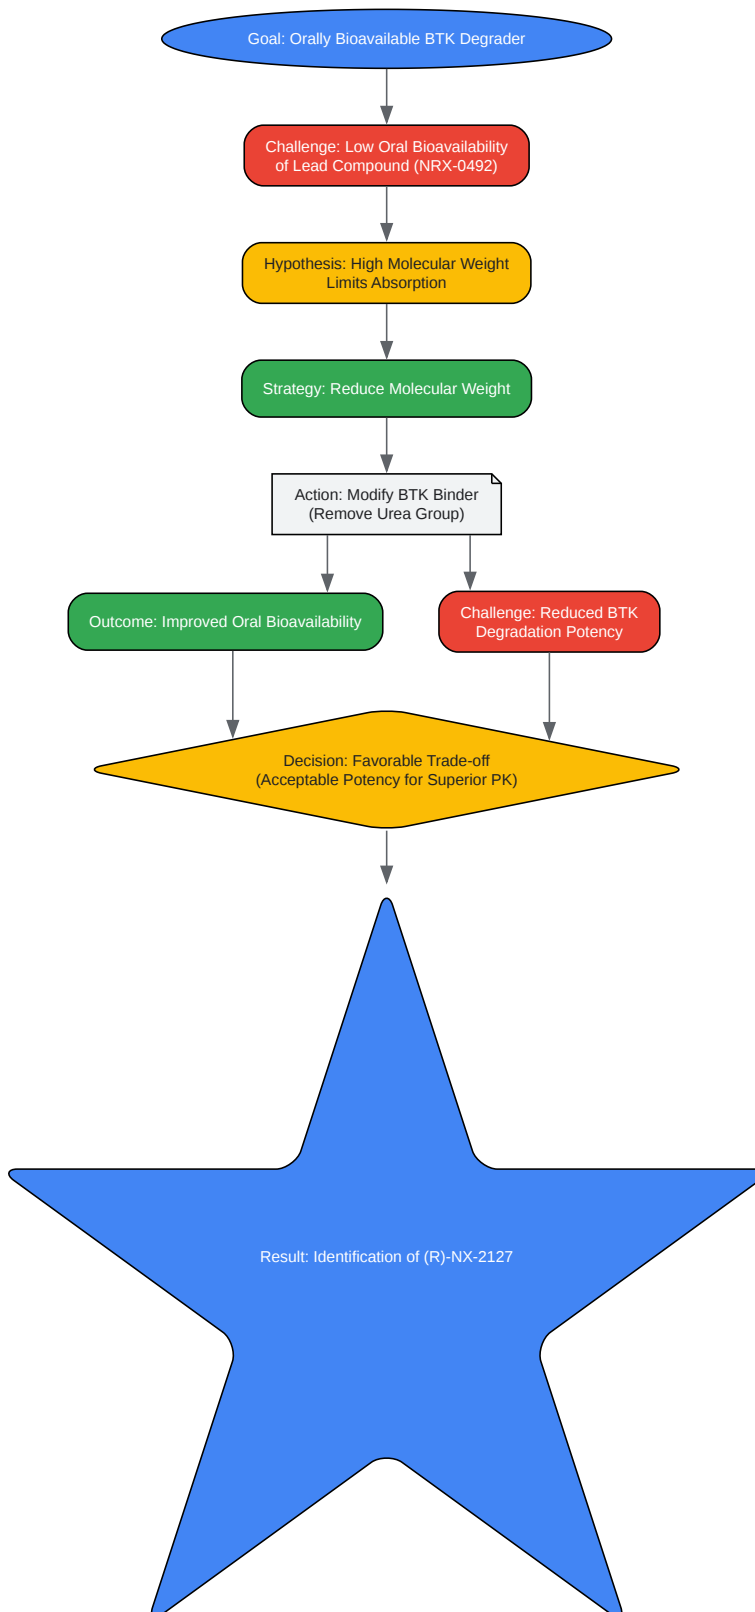 Goal: Orally Bioavailable BTK Degrader
Challenge: Low Oral Bioavailability
of Lead Compound (NRX-0492)
Hypothesis: High Molecular Weight
Limits Absorption
Strategy: Reduce Molecular Weight
Action: Modify BTK Binder
(Remove Urea Group)
Outcome: Improved Oral Bioavailability
Challenge: Reduced BTK
Degradation Potency
Decision: Favorable Trade-off
(Acceptable Potency for Superior PK)
Result: Identification of (R)-NX-2127